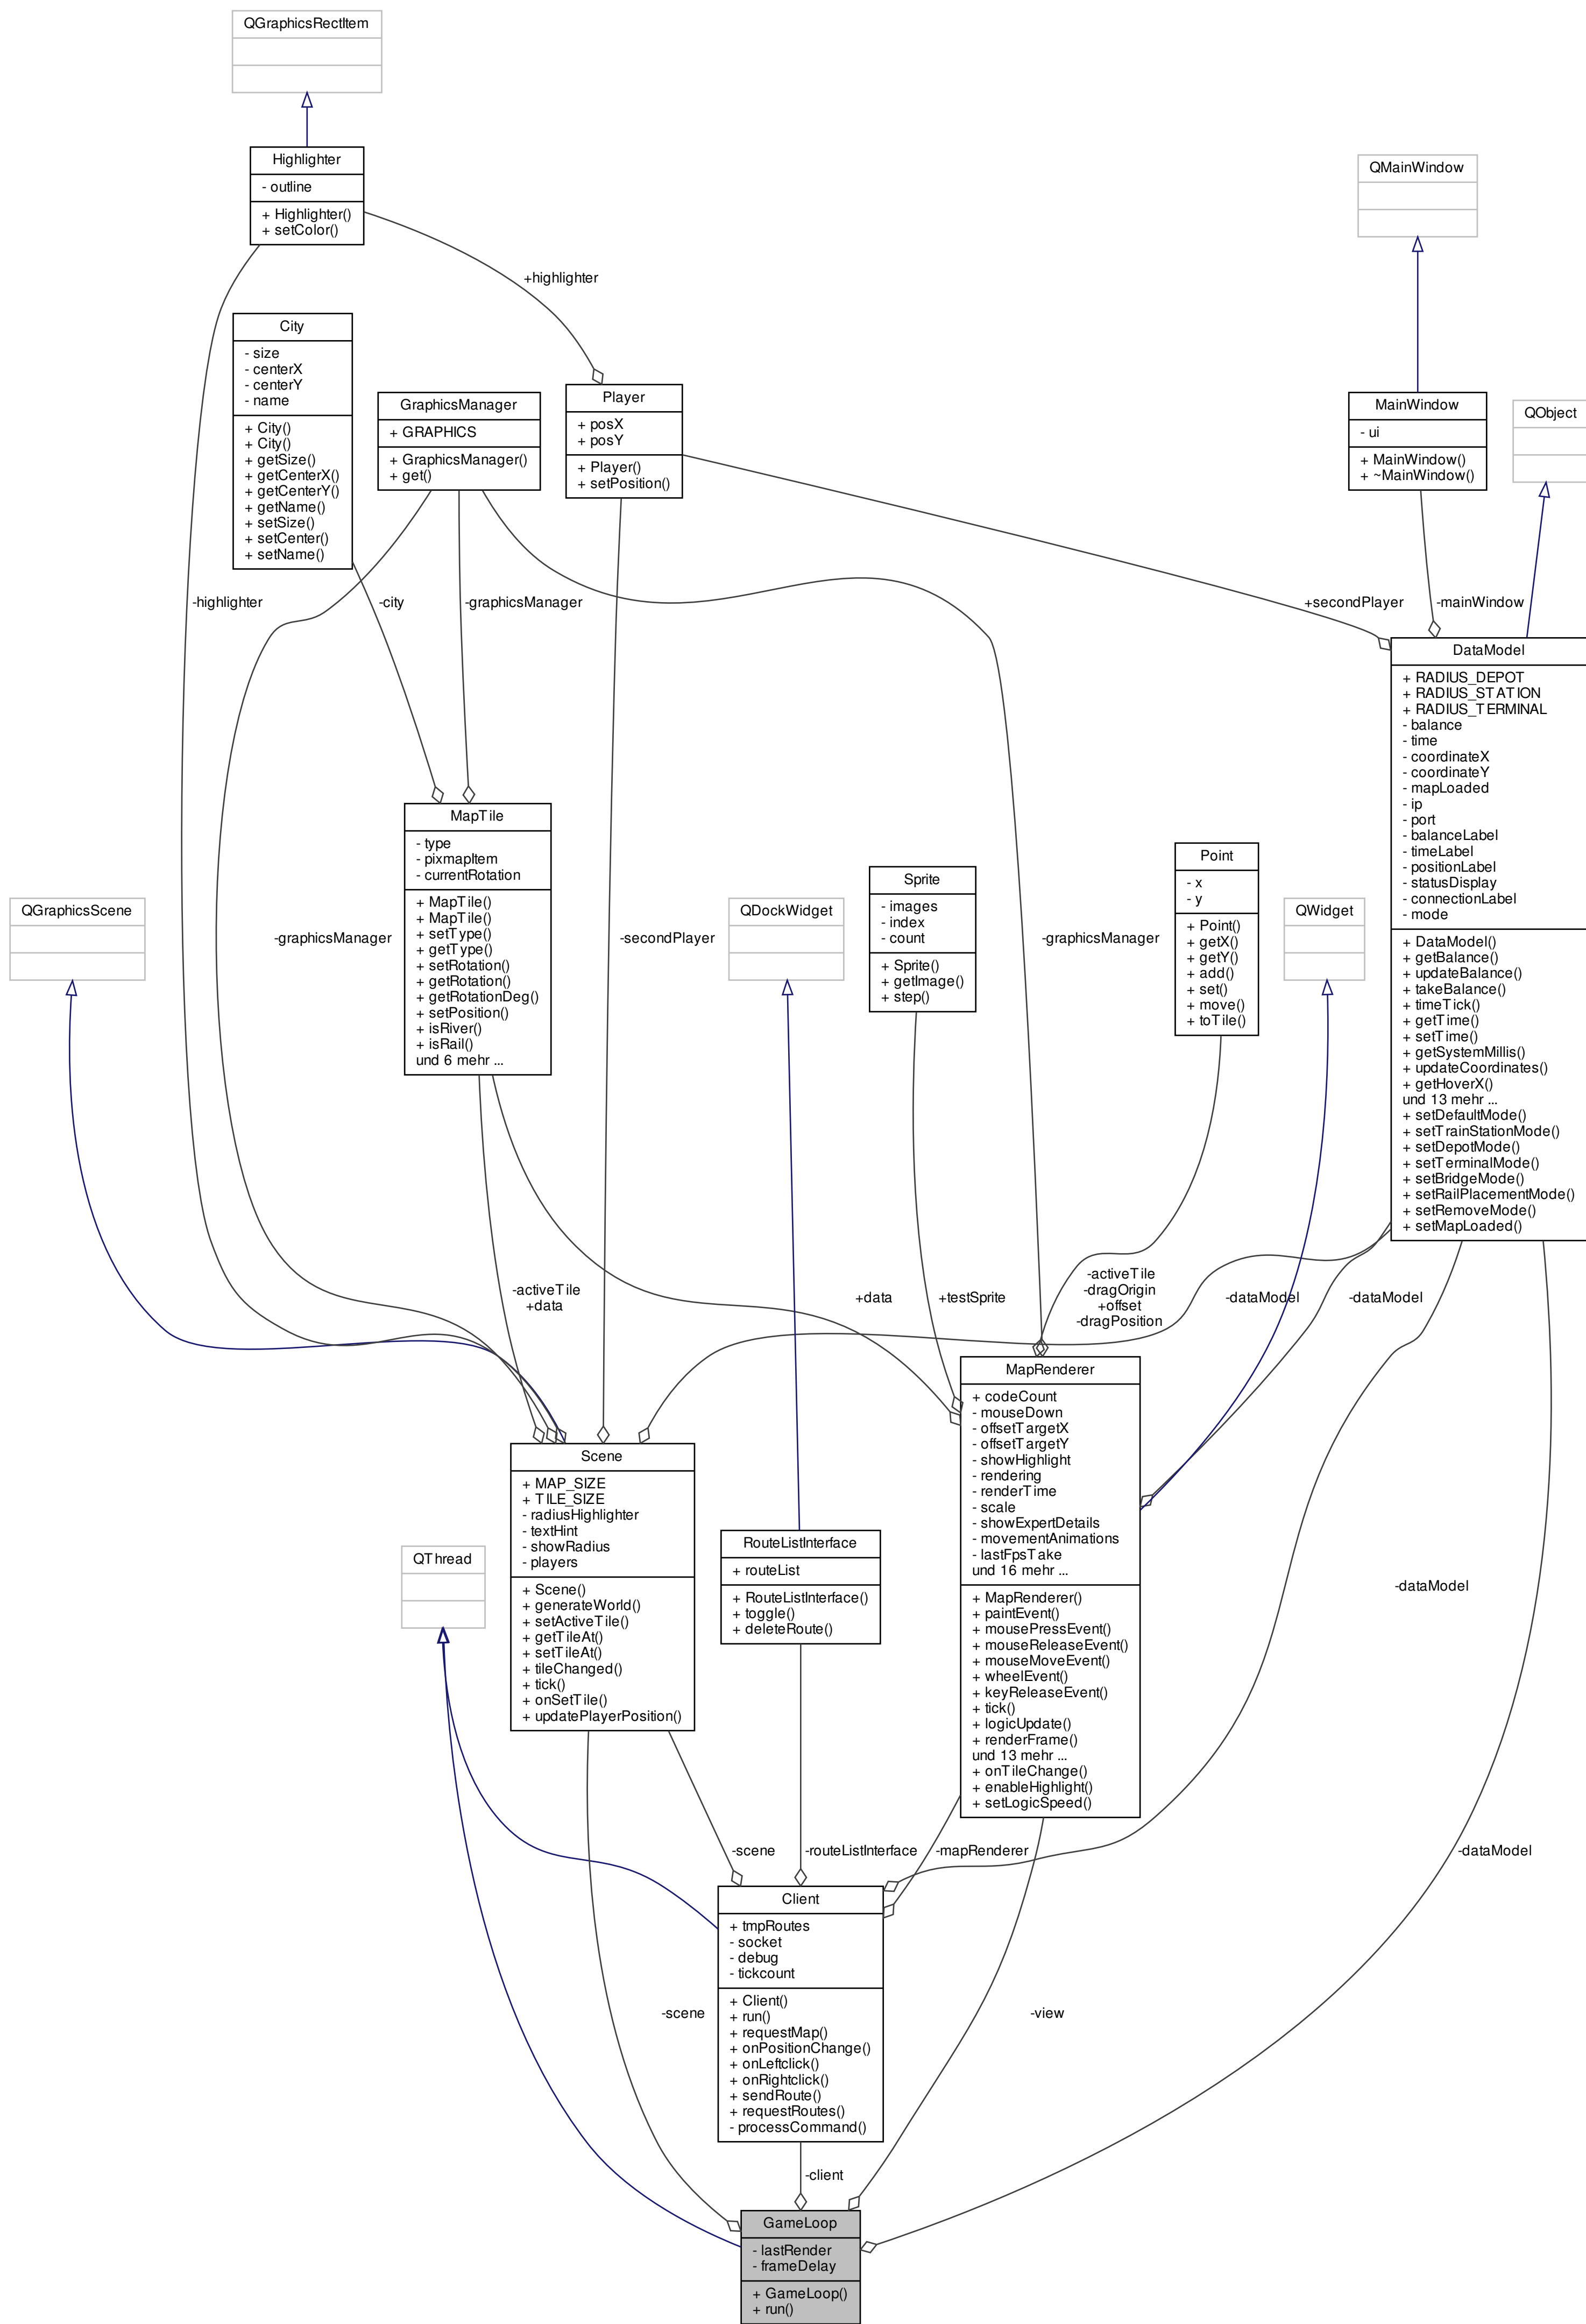 QGraphicsRectItem
Highlighter
- outline
+ Highlighter()
+ setColor()
QMainWindow
+highlighter
City
- size
- centerX
- centerY
- name
+ City()
+ City()
+ getSize()
+ getCenterX()
+ getCenterY()
+ getName()
+ setSize()
+ setCenter()
+ setName()
GraphicsManager
+ GRAPHICS
+ GraphicsManager()
+ get()
Player
+ posX
+ posY
+ Player()
+ setPosition()
MainWindow
- ui
+ MainWindow()
+ ~MainWindow()
QObject
-highlighter
-city
-graphicsManager
+secondPlayer
-mainWindow
DataModel
+ RADIUS_DEPOT
+ RADIUS_STATION
+ RADIUS_TERMINAL
- balance
- time
- coordinateX
- coordinateY
- mapLoaded
- ip
- port
- balanceLabel
- timeLabel
- positionLabel
- statusDisplay
- connectionLabel
- mode
+ DataModel()
+ getBalance()
+ updateBalance()
+ takeBalance()
+ timeTick()
+ getTime()
+ setTime()
+ getSystemMillis()
+ updateCoordinates()
+ getHoverX()
und 13 mehr ...
+ setDefaultMode()
+ setTrainStationMode()
+ setDepotMode()
+ setTerminalMode()
+ setBridgeMode()
+ setRailPlacementMode()
+ setRemoveMode()
+ setMapLoaded()
MapTile
- type
- pixmapItem
- currentRotation
+ MapTile()
+ MapTile()
+ setType()
+ getType()
+ setRotation()
+ getRotation()
+ getRotationDeg()
+ setPosition()
+ isRiver()
+ isRail()
und 6 mehr ...
Sprite
- images
- index
- count
+ Sprite()
+ getImage()
+ step()
Point
- x
- y
+ Point()
+ getX()
+ getY()
+ add()
+ set()
+ move()
+ toTile()
QGraphicsScene
-graphicsManager
-secondPlayer
QDockWidget
-graphicsManager
QWidget
-activeTile
+data
+data
+testSprite
-activeTile
-dragOrigin
+offset
-dragPosition
-dataModel
-dataModel
MapRenderer
+ codeCount
- mouseDown
- offsetTargetX
- offsetTargetY
- showHighlight
- rendering
- renderTime
- scale
- showExpertDetails
- movementAnimations
- lastFpsTake
und 16 mehr ...
+ MapRenderer()
+ paintEvent()
+ mousePressEvent()
+ mouseReleaseEvent()
+ mouseMoveEvent()
+ wheelEvent()
+ keyReleaseEvent()
+ tick()
+ logicUpdate()
+ renderFrame()
und 13 mehr ...
+ onTileChange()
+ enableHighlight()
+ setLogicSpeed()
Scene
+ MAP_SIZE
+ TILE_SIZE
- radiusHighlighter
- textHint
- showRadius
- players
+ Scene()
+ generateWorld()
+ setActiveTile()
+ getTileAt()
+ setTileAt()
+ tileChanged()
+ tick()
+ onSetTile()
+ updatePlayerPosition()
QThread
RouteListInterface
+ routeList
+ RouteListInterface()
+ toggle()
+ deleteRoute()
-dataModel
-scene
-routeListInterface
-mapRenderer
-dataModel
Client
+ tmpRoutes
- socket
- debug
- tickcount
+ Client()
+ run()
+ requestMap()
+ onPositionChange()
+ onLeftclick()
+ onRightclick()
+ sendRoute()
+ requestRoutes()
- processCommand()
-scene
-view
-client
GameLoop
- lastRender
- frameDelay
+ GameLoop()
+ run()